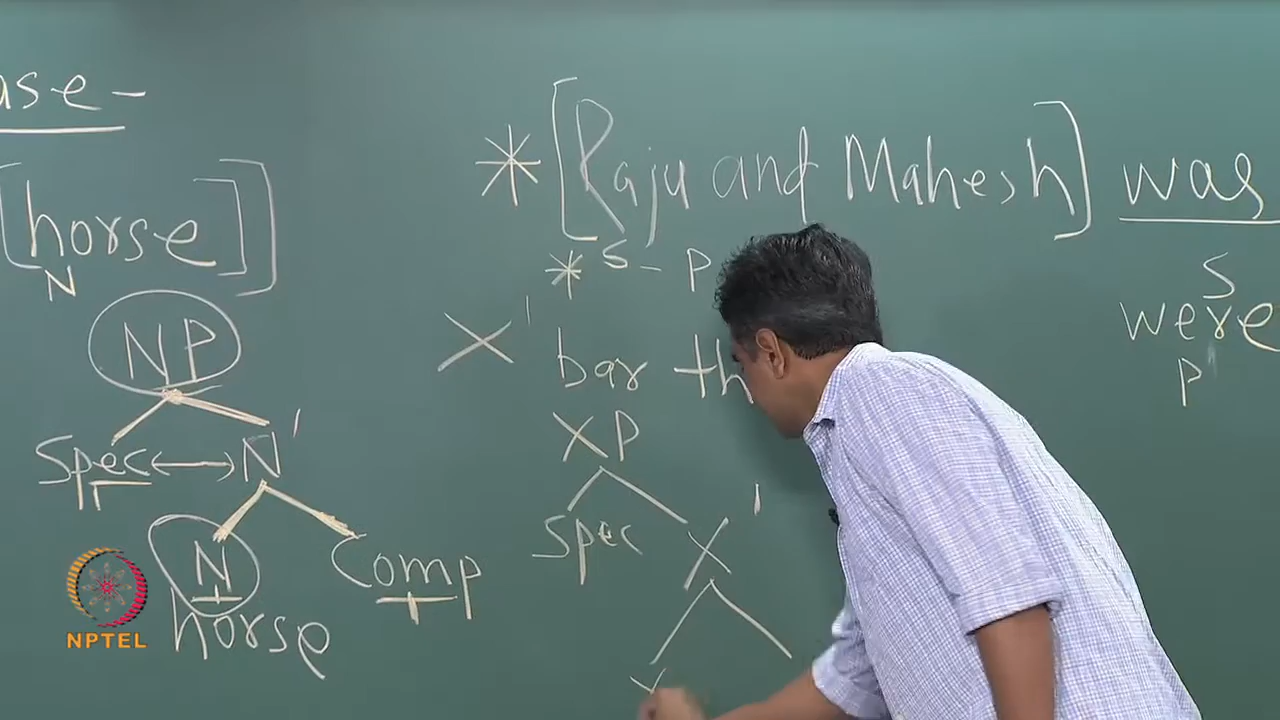 ase -
[horse]]
N
NP
Spec N'
N Comp
horse
NPTEL
* [Raju and Mahesh] was
* S - P
S
were
P
X' bar th
XP
Spec X'